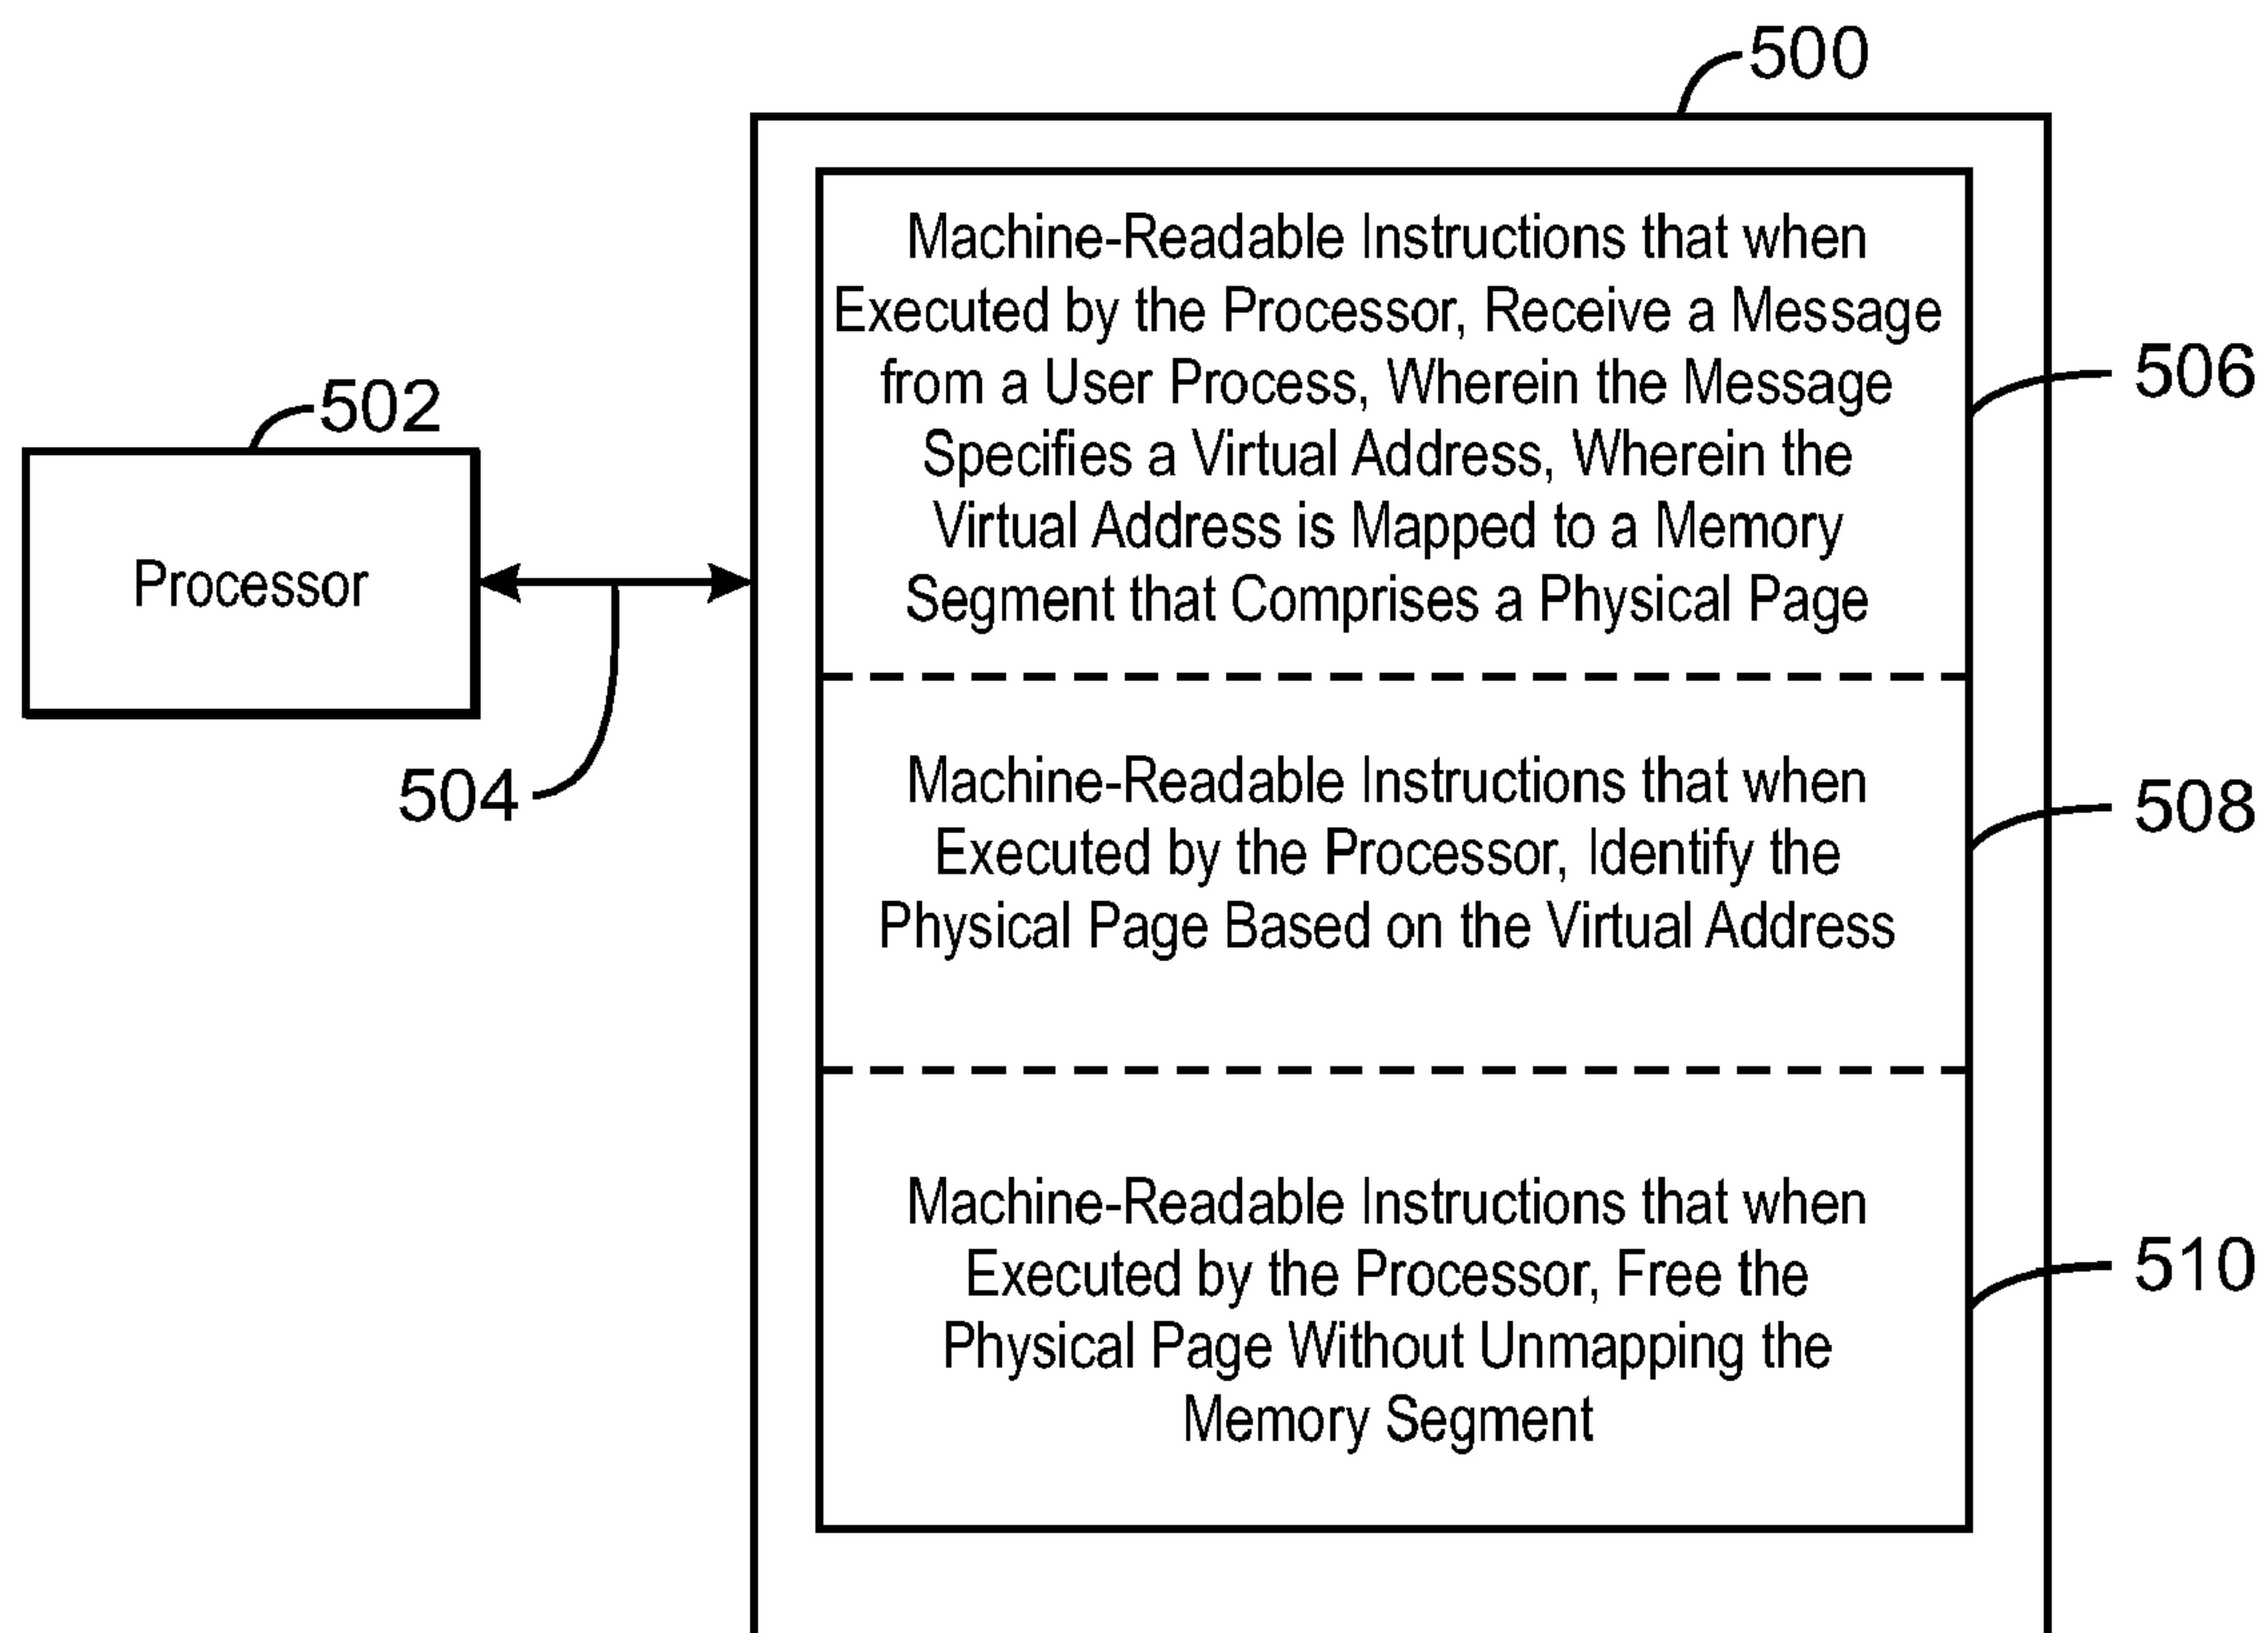 500
Machine-Readable Instructions that when
Executed by the Processor, Receive a Message
from a User Process, Wherein the Message
Specifies a Virtual Address, Wherein the
Virtual Address is Mapped to a Memory
Segment that Comprises a Physical Page
506
502
Processor
504
Machine-Readable Instructions that when
Executed by the Processor, Identify the
Physical Page Based on the Virtual Address
508
Machine-Readable Instructions that when
Executed by the Processor, Free the
Physical Page Without Unmapping the
Memory Segment
510